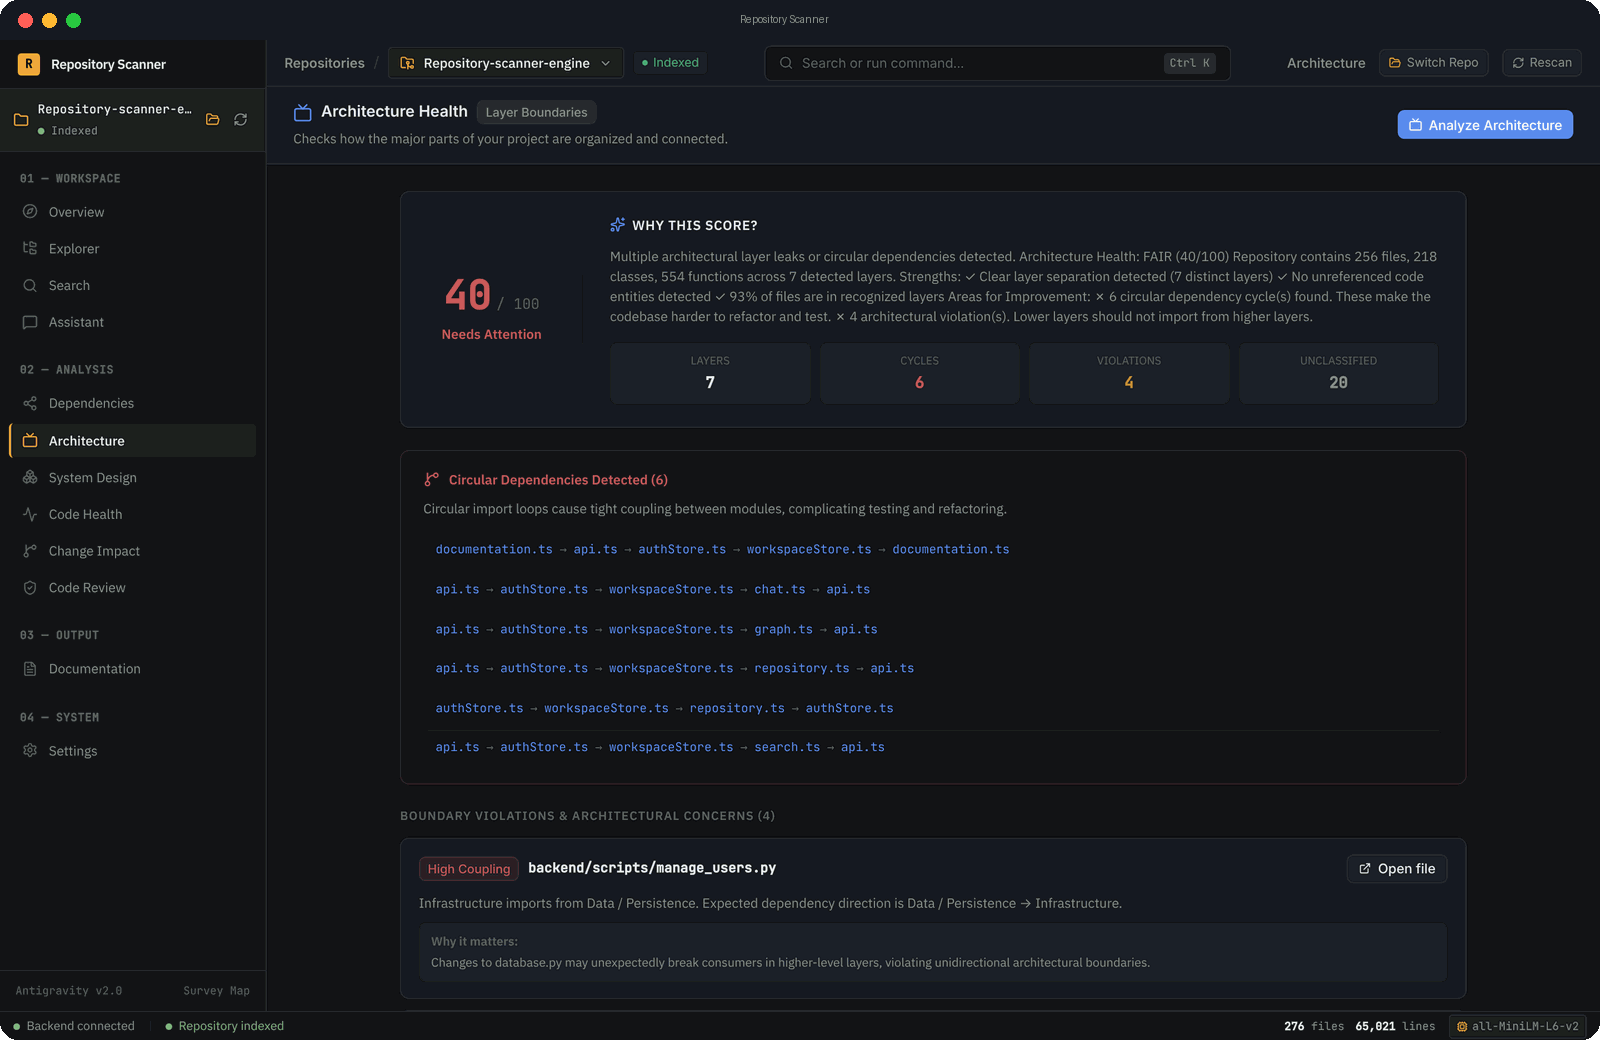 Repository Scanner
R Repository Scanner
Repositories / Repository-scanner-engine Indexed
Search or run command... Ctrl K
Architecture Switch Repo Rescan
Repository-scanner-e…
Indexed
Architecture Health Layer Boundaries
Checks how the major parts of your project are organized and connected.
Analyze Architecture
01 — WORKSPACE
Overview
Explorer
Search
Assistant
02 — ANALYSIS
Dependencies
Architecture
System Design
Code Health
Change Impact
Code Review
03 — OUTPUT
Documentation
04 — SYSTEM
Settings
Antigravity v2.0 Survey Map
40 / 100
Needs Attention
WHY THIS SCORE?
Multiple architectural layer leaks or circular dependencies detected. Architecture Health: FAIR (40/100) Repository contains 256 files, 218
classes, 554 functions across 7 detected layers. Strengths: ✓ Clear layer separation detected (7 distinct layers) ✓ No unreferenced code
entities detected ✓ 93% of files are in recognized layers Areas for Improvement: × 6 circular dependency cycle(s) found. These make the
codebase harder to refactor and test. × 4 architectural violation(s). Lower layers should not import from higher layers.
LAYERS
7
CYCLES
6
VIOLATIONS
4
UNCLASSIFIED
20
Circular Dependencies Detected (6)
Circular import loops cause tight coupling between modules, complicating testing and refactoring.
documentation.ts → api.ts → authStore.ts → workspaceStore.ts → documentation.ts
api.ts → authStore.ts → workspaceStore.ts → chat.ts → api.ts
api.ts → authStore.ts → workspaceStore.ts → graph.ts → api.ts
api.ts → authStore.ts → workspaceStore.ts → repository.ts → api.ts
authStore.ts → workspaceStore.ts → repository.ts → authStore.ts
api.ts → authStore.ts → workspaceStore.ts → search.ts → api.ts
BOUNDARY VIOLATIONS & ARCHITECTURAL CONCERNS (4)
High Coupling backend/scripts/manage_users.py
Open file
Infrastructure imports from Data / Persistence. Expected dependency direction is Data / Persistence → Infrastructure.
Why it matters:
Changes to database.py may unexpectedly break consumers in higher-level layers, violating unidirectional architectural boundaries.
Backend connected Repository indexed
276 files 65,021 lines all-MiniLM-L6-v2